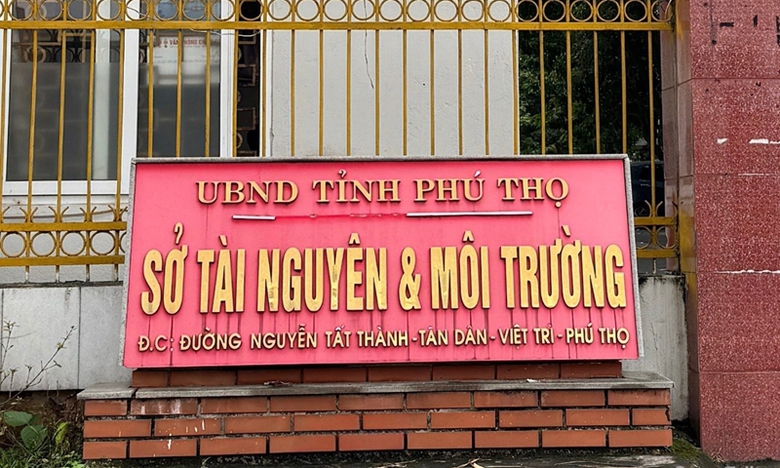 UBND TỈNH PHÚ THỌ
SỞ TÀI NGUYÊN & MÔI TRƯỜNG
Đ.C: ĐƯỜNG NGUYỄN TẤT THÀNH - TÂN DÂN - VIỆT TRÌ - PHÚ THỌ